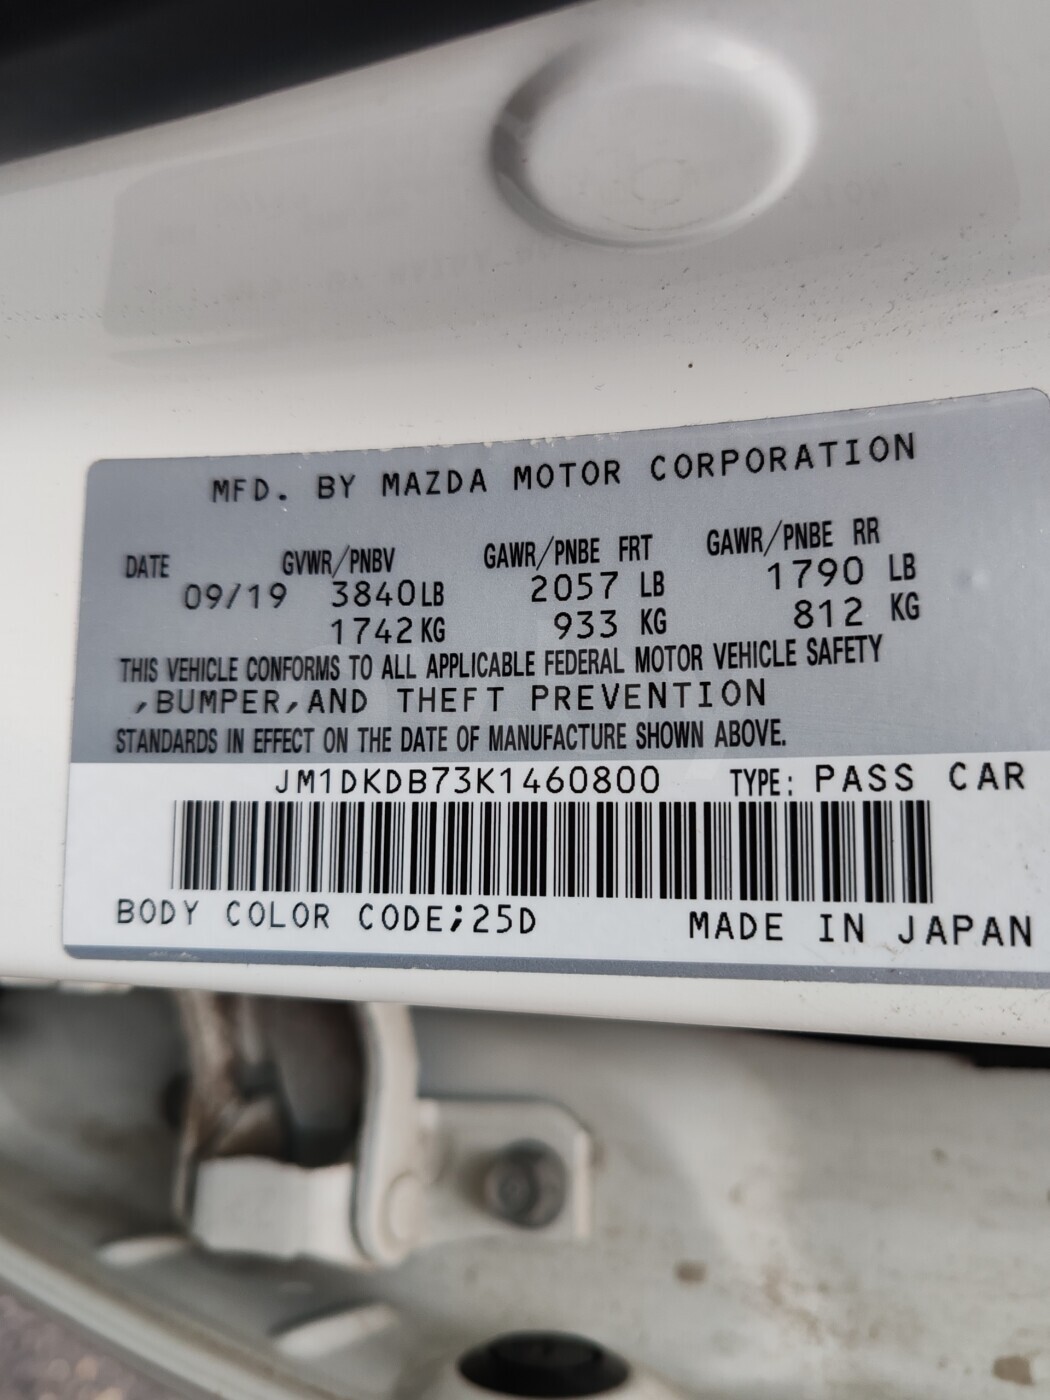 MFD. BY MAZDA MOTOR CORPORATION
DATE GVWR/PNBV GAWR/PNBE FRT GAWR/PNBE RR
09/19 3840LB 2057 LB 1790 LB
1742KG 933 KG 812 KG
THIS VEHICLE CONFORMS TO ALL APPLICABLE FEDERAL MOTOR VEHICLE SAFETY
,BUMPER,AND THEFT PREVENTION
STANDARDS IN EFFECT ON THE DATE OF MANUFACTURE SHOWN ABOVE.
JM1DKDB73K1460800 TYPE: PASS CAR
BODY COLOR CODE;25D MADE IN JAPAN